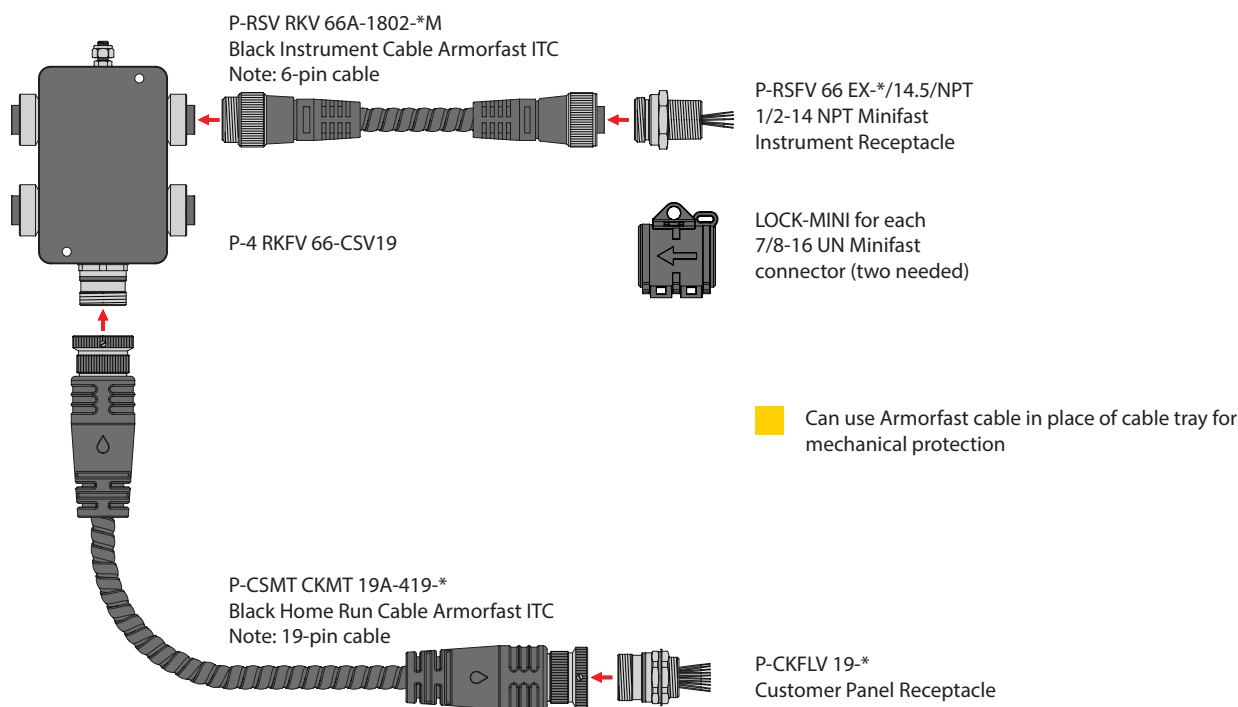 P-RSV RKV 66A-1802-*M
Black Instrument Cable Armorfast ITC
Note: 6-pin cable
P-RSFV 66 EX-*/14.5/NPT
1/2-14 NPT Minifast
Instrument Receptacle
P-4 RKFV 66-CSV19
LOCK-MINI for each
7/8-16 UN Minifast
connector (two needed)
Can use Armorfast cable in place of cable tray for
mechanical protection
P-CSMT CKMT 19A-419-*
Black Home Run Cable Armorfast ITC
Note: 19-pin cable
P-CKFLV 19-*
Customer Panel Receptacle